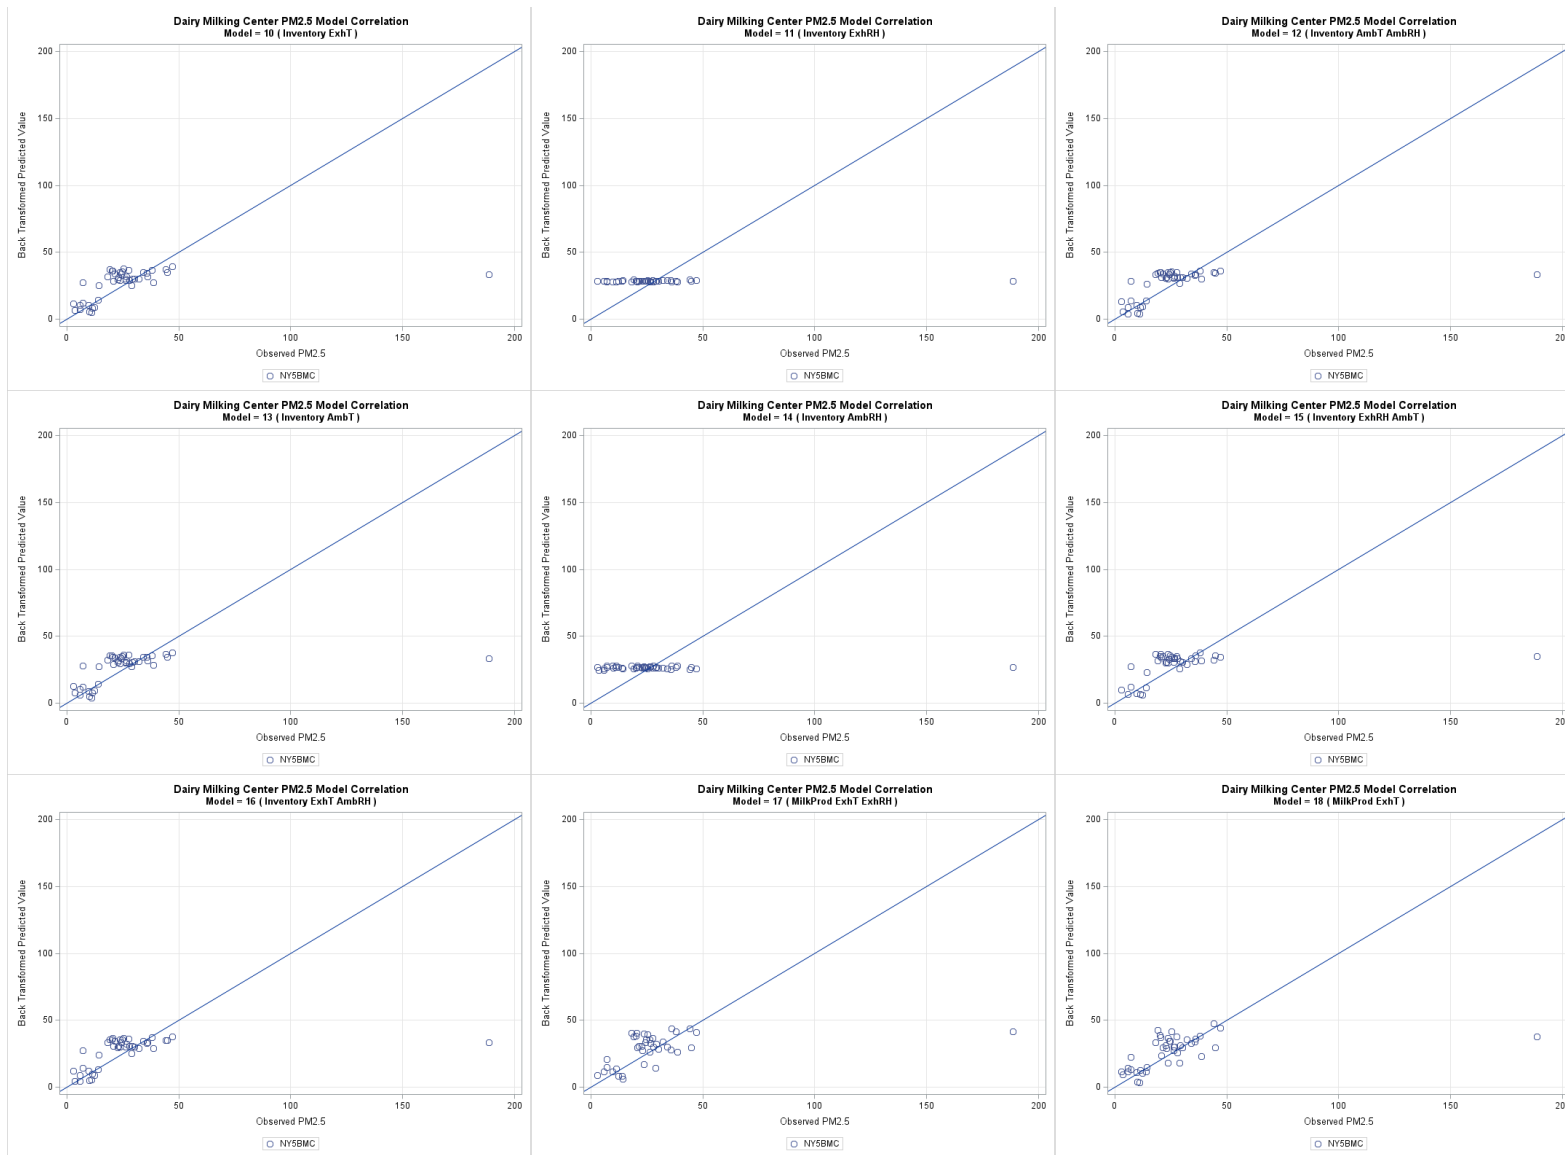 Dairy Milking Center PM2.5 Model Correlation
Model = 10 ( Inventory ExhT )
200
150
100
50
0
Back Transformed Predicted Value
0 50 100 150 200
Observed PM2.5
NY5BMC
Dairy Milking Center PM2.5 Model Correlation
Model = 11 ( Inventory ExhRH )
200
150
100
50
0
Back Transformed Predicted Value
0 50 100 150 200
Observed PM2.5
NY5BMC
Dairy Milking Center PM2.5 Model Correlation
Model = 12 ( Inventory AmbT AmbRH )
200
150
100
50
0
Back Transformed Predicted Value
0 50 100 150 20
Observed PM2.5
NY5BMC
Dairy Milking Center PM2.5 Model Correlation
Model = 13 ( Inventory AmbT )
200
150
100
50
0
Back Transformed Predicted Value
0 50 100 150 200
Observed PM2.5
NY5BMC
Dairy Milking Center PM2.5 Model Correlation
Model = 14 ( Inventory AmbRH )
200
150
100
50
0
Back Transformed Predicted Value
0 50 100 150 200
Observed PM2.5
NY5BMC
Dairy Milking Center PM2.5 Model Correlation
Model = 15 ( Inventory ExhRH AmbT )
200
150
100
50
0
Back Transformed Predicted Value
0 50 100 150 20
Observed PM2.5
NY5BMC
Dairy Milking Center PM2.5 Model Correlation
Model = 16 ( Inventory ExhT AmbRH )
200
150
100
50
0
Back Transformed Predicted Value
0 50 100 150 200
Observed PM2.5
NY5BMC
Dairy Milking Center PM2.5 Model Correlation
Model = 17 ( MilkProd ExhT ExhRH )
200
150
100
50
0
Back Transformed Predicted Value
0 50 100 150 200
Observed PM2.5
NY5BMC
Dairy Milking Center PM2.5 Model Correlation
Model = 18 ( MilkProd ExhT )
200
150
100
50
0
Back Transformed Predicted Value
0 50 100 150 20
Observed PM2.5
NY5BMC